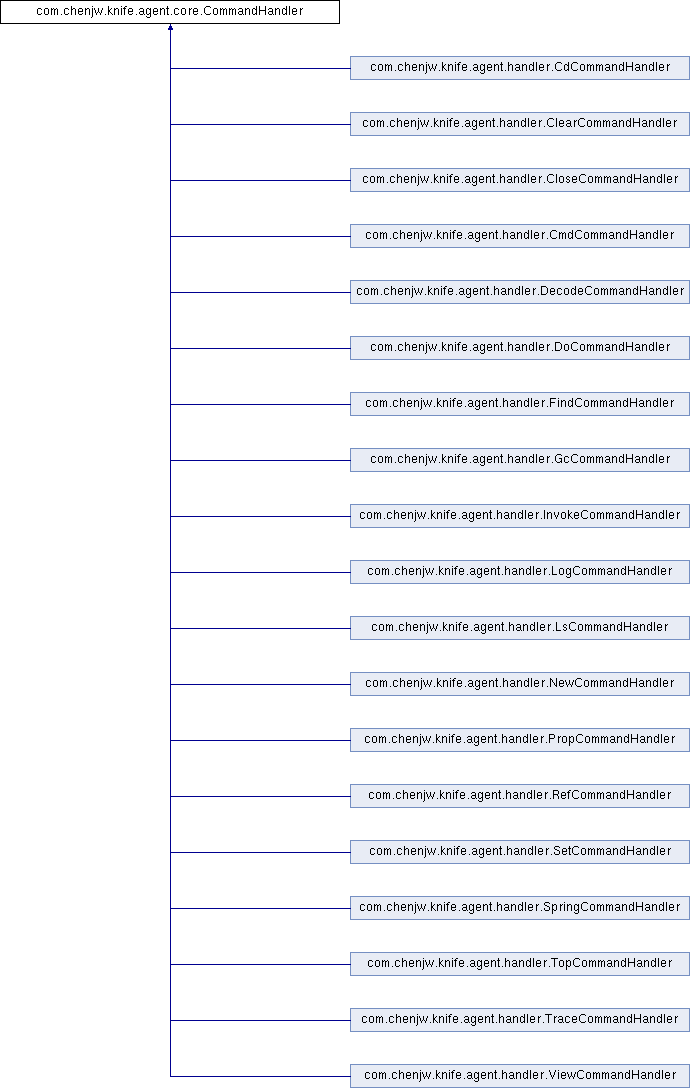 com.chenjw.knife.agent.core.CommandHandler
com.chenjw.knife.agent.handler.CdCommandHandler
com.chenjw.knife.agent.handler.ClearCommandHandler
com.chenjw.knife.agent.handler.CloseCommandHandler
com.chenjw.knife.agent.handler.CmdCommandHandler
com.chenjw.knife.agent.handler.DecodeCommandHandler
com.chenjw.knife.agent.handler.DoCommandHandler
com.chenjw.knife.agent.handler.FindCommandHandler
com.chenjw.knife.agent.handler.GcCommandHandler
com.chenjw.knife.agent.handler.InvokeCommandHandler
com.chenjw.knife.agent.handler.LogCommandHandler
com.chenjw.knife.agent.handler.LsCommandHandler
com.chenjw.knife.agent.handler.NewCommandHandler
com.chenjw.knife.agent.handler.PropCommandHandler
com.chenjw.knife.agent.handler.RefCommandHandler
com.chenjw.knife.agent.handler.SetCommandHandler
com.chenjw.knife.agent.handler.SpringCommandHandler
com.chenjw.knife.agent.handler.TopCommandHandler
com.chenjw.knife.agent.handler.TraceCommandHandler
com.chenjw.knife.agent.handler.ViewCommandHandler